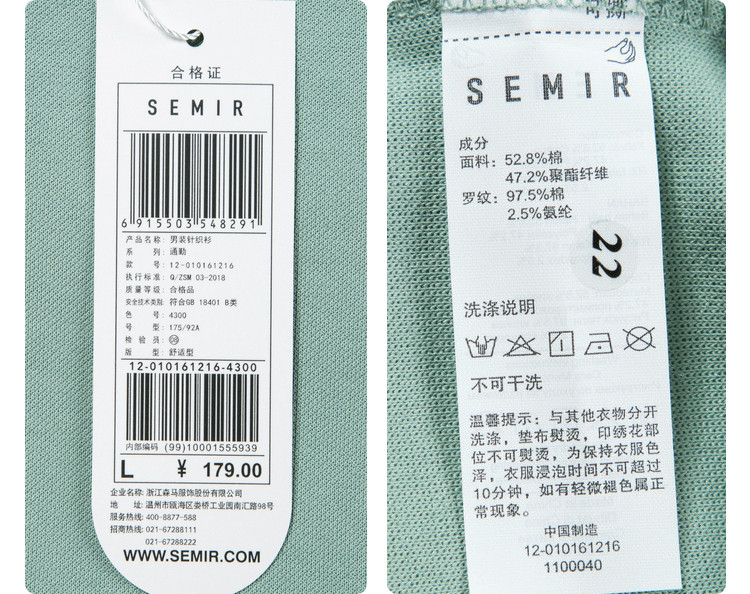 合格证
SEMIR
6 915503 548291
产品名称: 男装针织衫
系 列: 通勤
款 号: 12-010161216
执行标准: Q/ZSM 03-2018
质量等级: 合格品
安全技术类别: 符合GB 18401 B类
色 号: 4300
号 型: 175/92A
检 验 员:
版 型: 舒适型
12-010161216-4300
内部编码 (99)10001555939
L ¥ 179.00
企业名称: 浙江森马服饰股份有限公司
地 址: 温州市瓯海区娄桥工业园南汇路98号
服务热线: 400-8877-588
招商热线: 021-67288111
021-67288222
WWW.SEMIR.COM
可撕
SEMIR
成分
面料: 52.8%棉
47.2%聚酯纤维
罗纹: 97.5%棉
2.5%氨纶
22
洗涤说明
不可干洗
温馨提示: 与其他衣物分开
洗涤, 垫布熨烫, 印绣花部
位不可熨烫, 为保持衣服色
泽, 衣服浸泡时间不可超过
10分钟, 如有轻微褪色属正
常现象。
中国制造
12-010161216
1100040